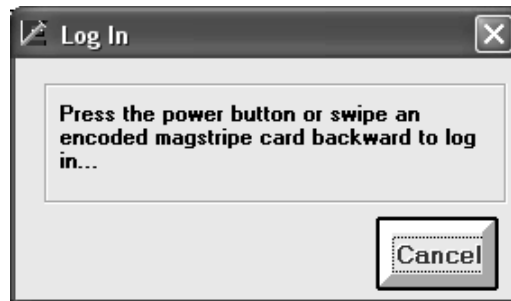 Log In
Press the power button or swipe an
encoded magstripe card backward to log
in...
Cancel